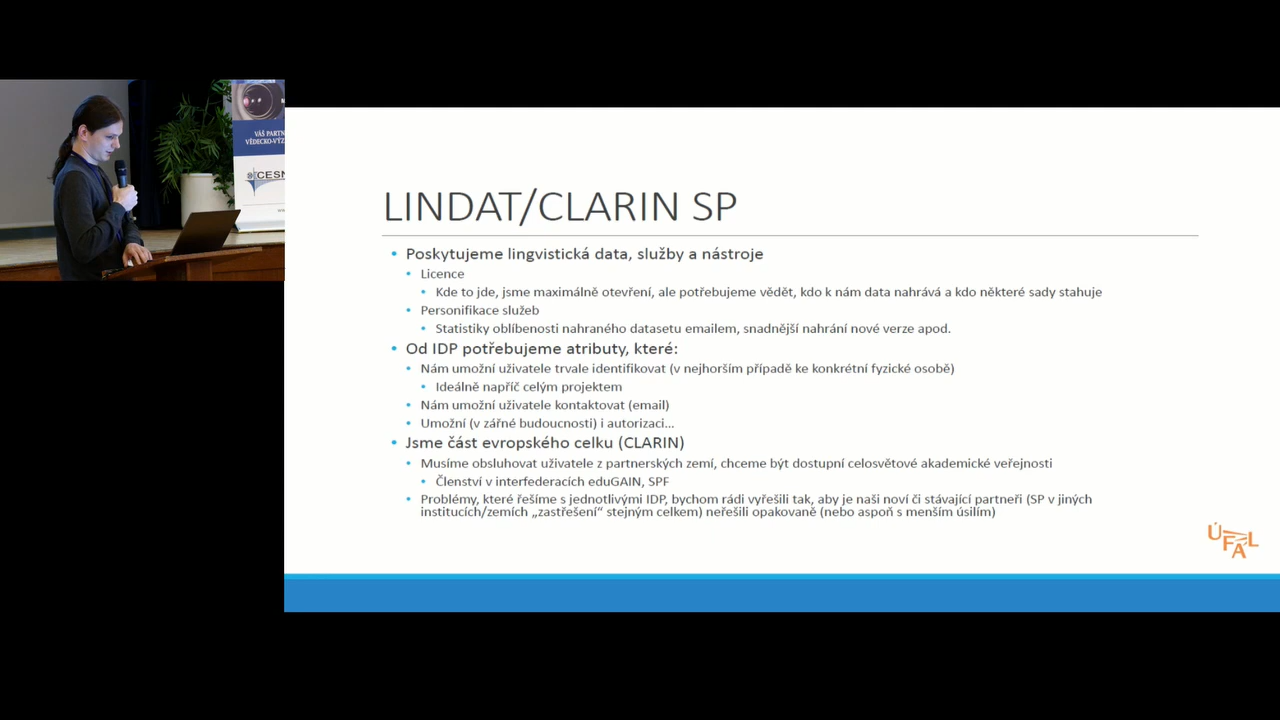 VÁŠ PARTN
VĚDECKO-VÝZ
CESN
LINDAT/CLARIN SP
• Poskytujeme lingvistická data, služby a nástroje
• Licence
• Kde to jde, jsme maximálně otevření, ale potřebujeme vědět, kdo k nám data nahrává a kdo některé sady stahuje
• Personifikace služeb
• Statistiky oblíbenosti nahraného datasetu emailem, snadnější nahrání nové verze apod.
• Od IDP potřebujeme atributy, které:
• Nám umožní uživatele trvale identifikovat (v nejhorším případě ke konkrétní fyzické osobě)
• Ideálně napříč celým projektem
• Nám umožní uživatele kontaktovat (email)
• Umožní (v zářné budoucnosti) i autorizaci...
• Jsme část evropského celku (CLARIN)
• Musíme obsluhovat uživatele z partnerských zemí, chceme být dostupní celosvětové akademické veřejnosti
• Členství v interfederacích eduGAIN, SPF
• Problémy, které řešíme s jednotlivými IDP, bychom rádi vyřešili tak, aby je naši noví či stávající partneři (SP v jiných
institucích/zemích „zastřešení“ stejným celkem) neřešili opakovaně (nebo aspoň s menším úsilím)
ÚFAL